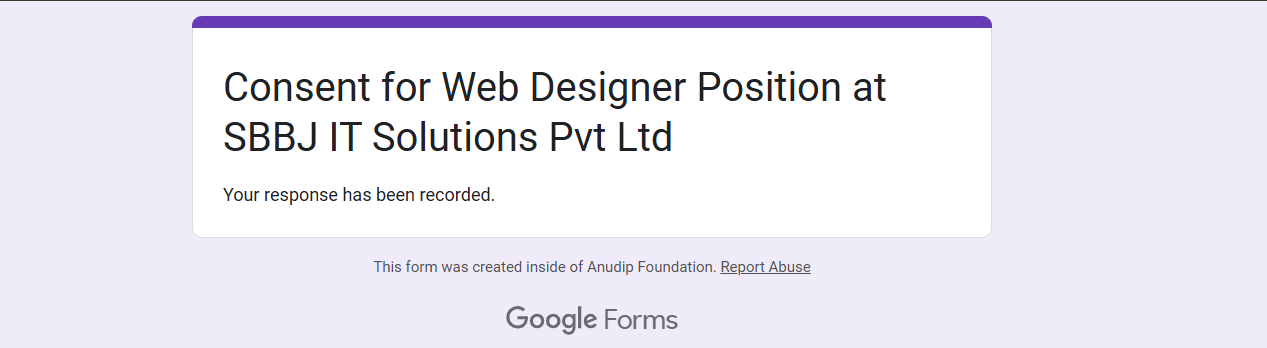 Consent for Web Designer Position at
SBBJ IT Solutions Pvt Ltd
Your response has been recorded.
This form was created inside of Anudip Foundation. Report Abuse
Google Forms